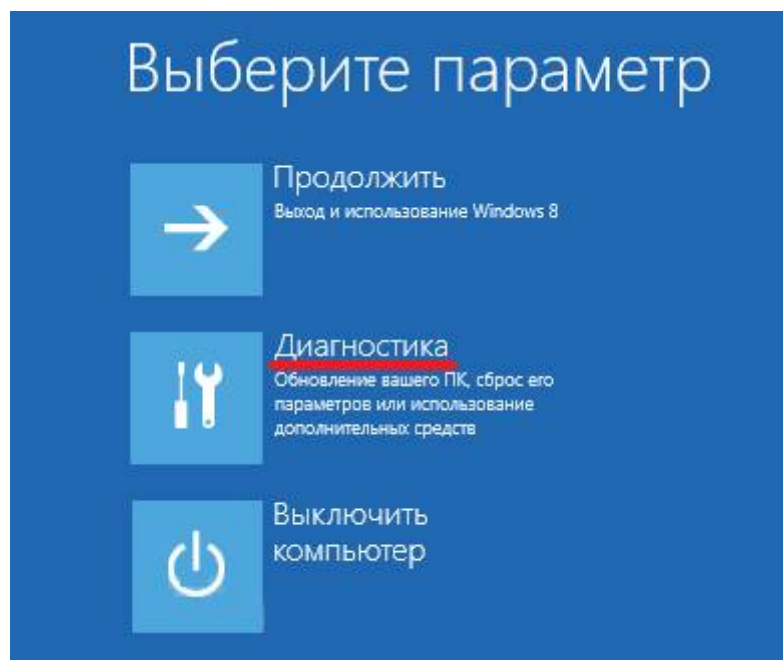 Выберите параметр
Продолжить
Выход и использование Windows 8
Диагностика
Обновление вашего ПК, сброс его
параметров или использование
дополнительных средств
Выключить
компьютер